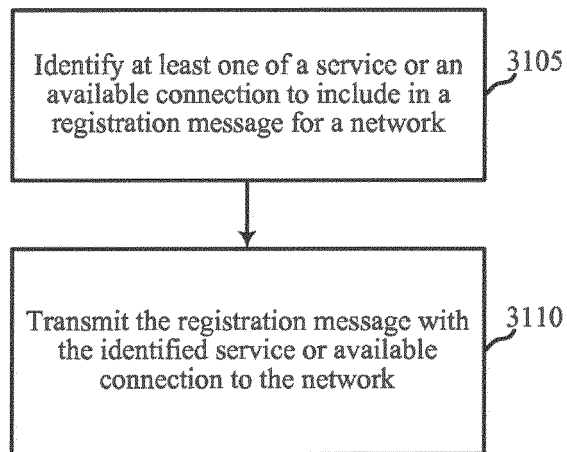 Identify at least one of a service or an
available connection to include in a
registration message for a network
3105
Transmit the registration message with
the identified service or available
connection to the network
3110